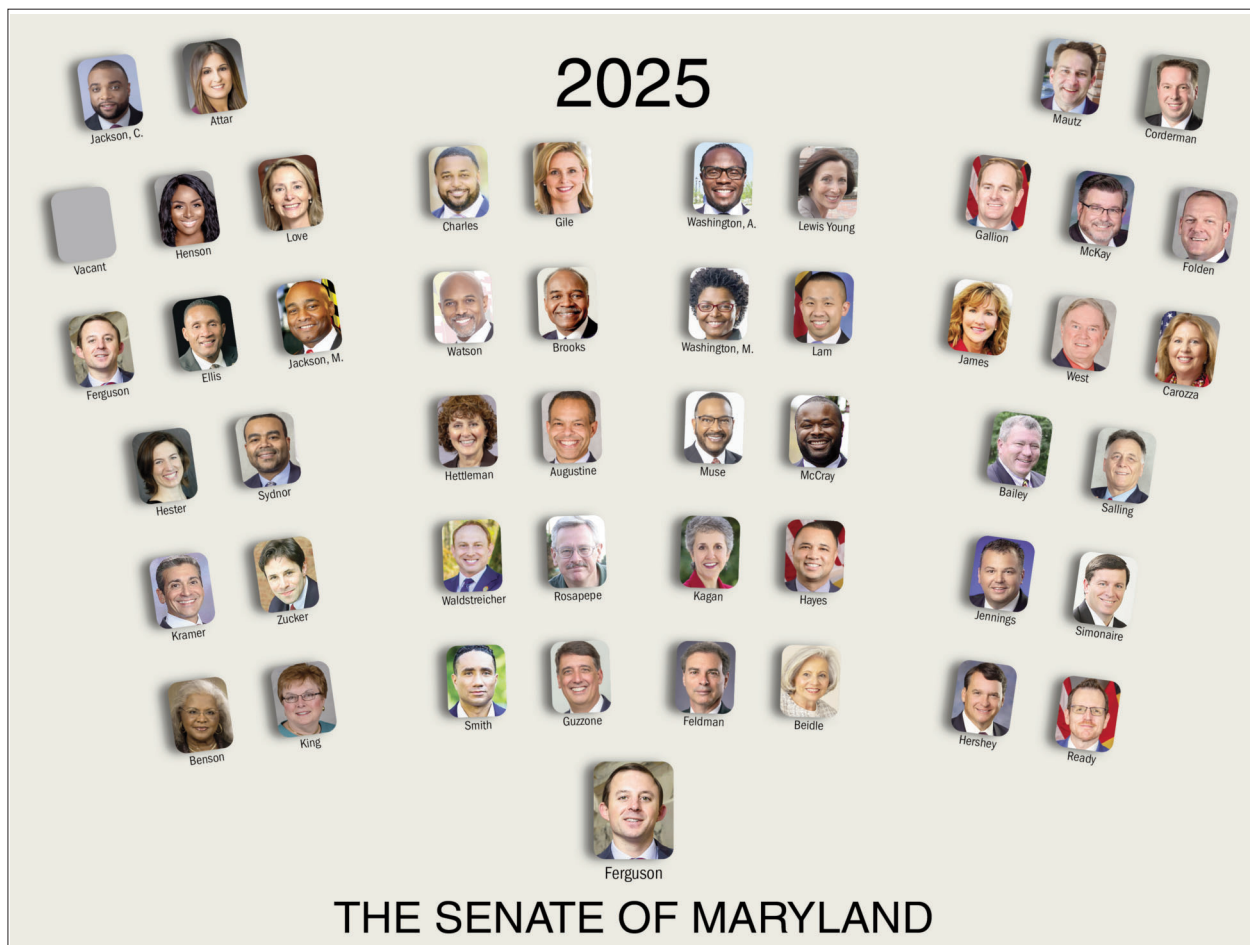 2025
Jackson, C.
Attar
Mautz
Corderman
Vacant
Henson
Love
Charles
Gile
Washington, A.
Lewis Young
Gallion
McKay
Folden
Ferguson
Ellis
Jackson, M.
Watson
Brooks
Washington, M.
Lam
James
West
Carozza
Hester
Sydnor
Hettleman
Augustine
Muse
McCray
Bailey
Salling
Kramer
Zucker
Waldstreicher
Rosapepe
Kagan
Hayes
Jennings
Simonaire
Benson
King
Smith
Guzzone
Feldman
Beidle
Hershey
Ready
Ferguson
THE SENATE OF MARYLAND